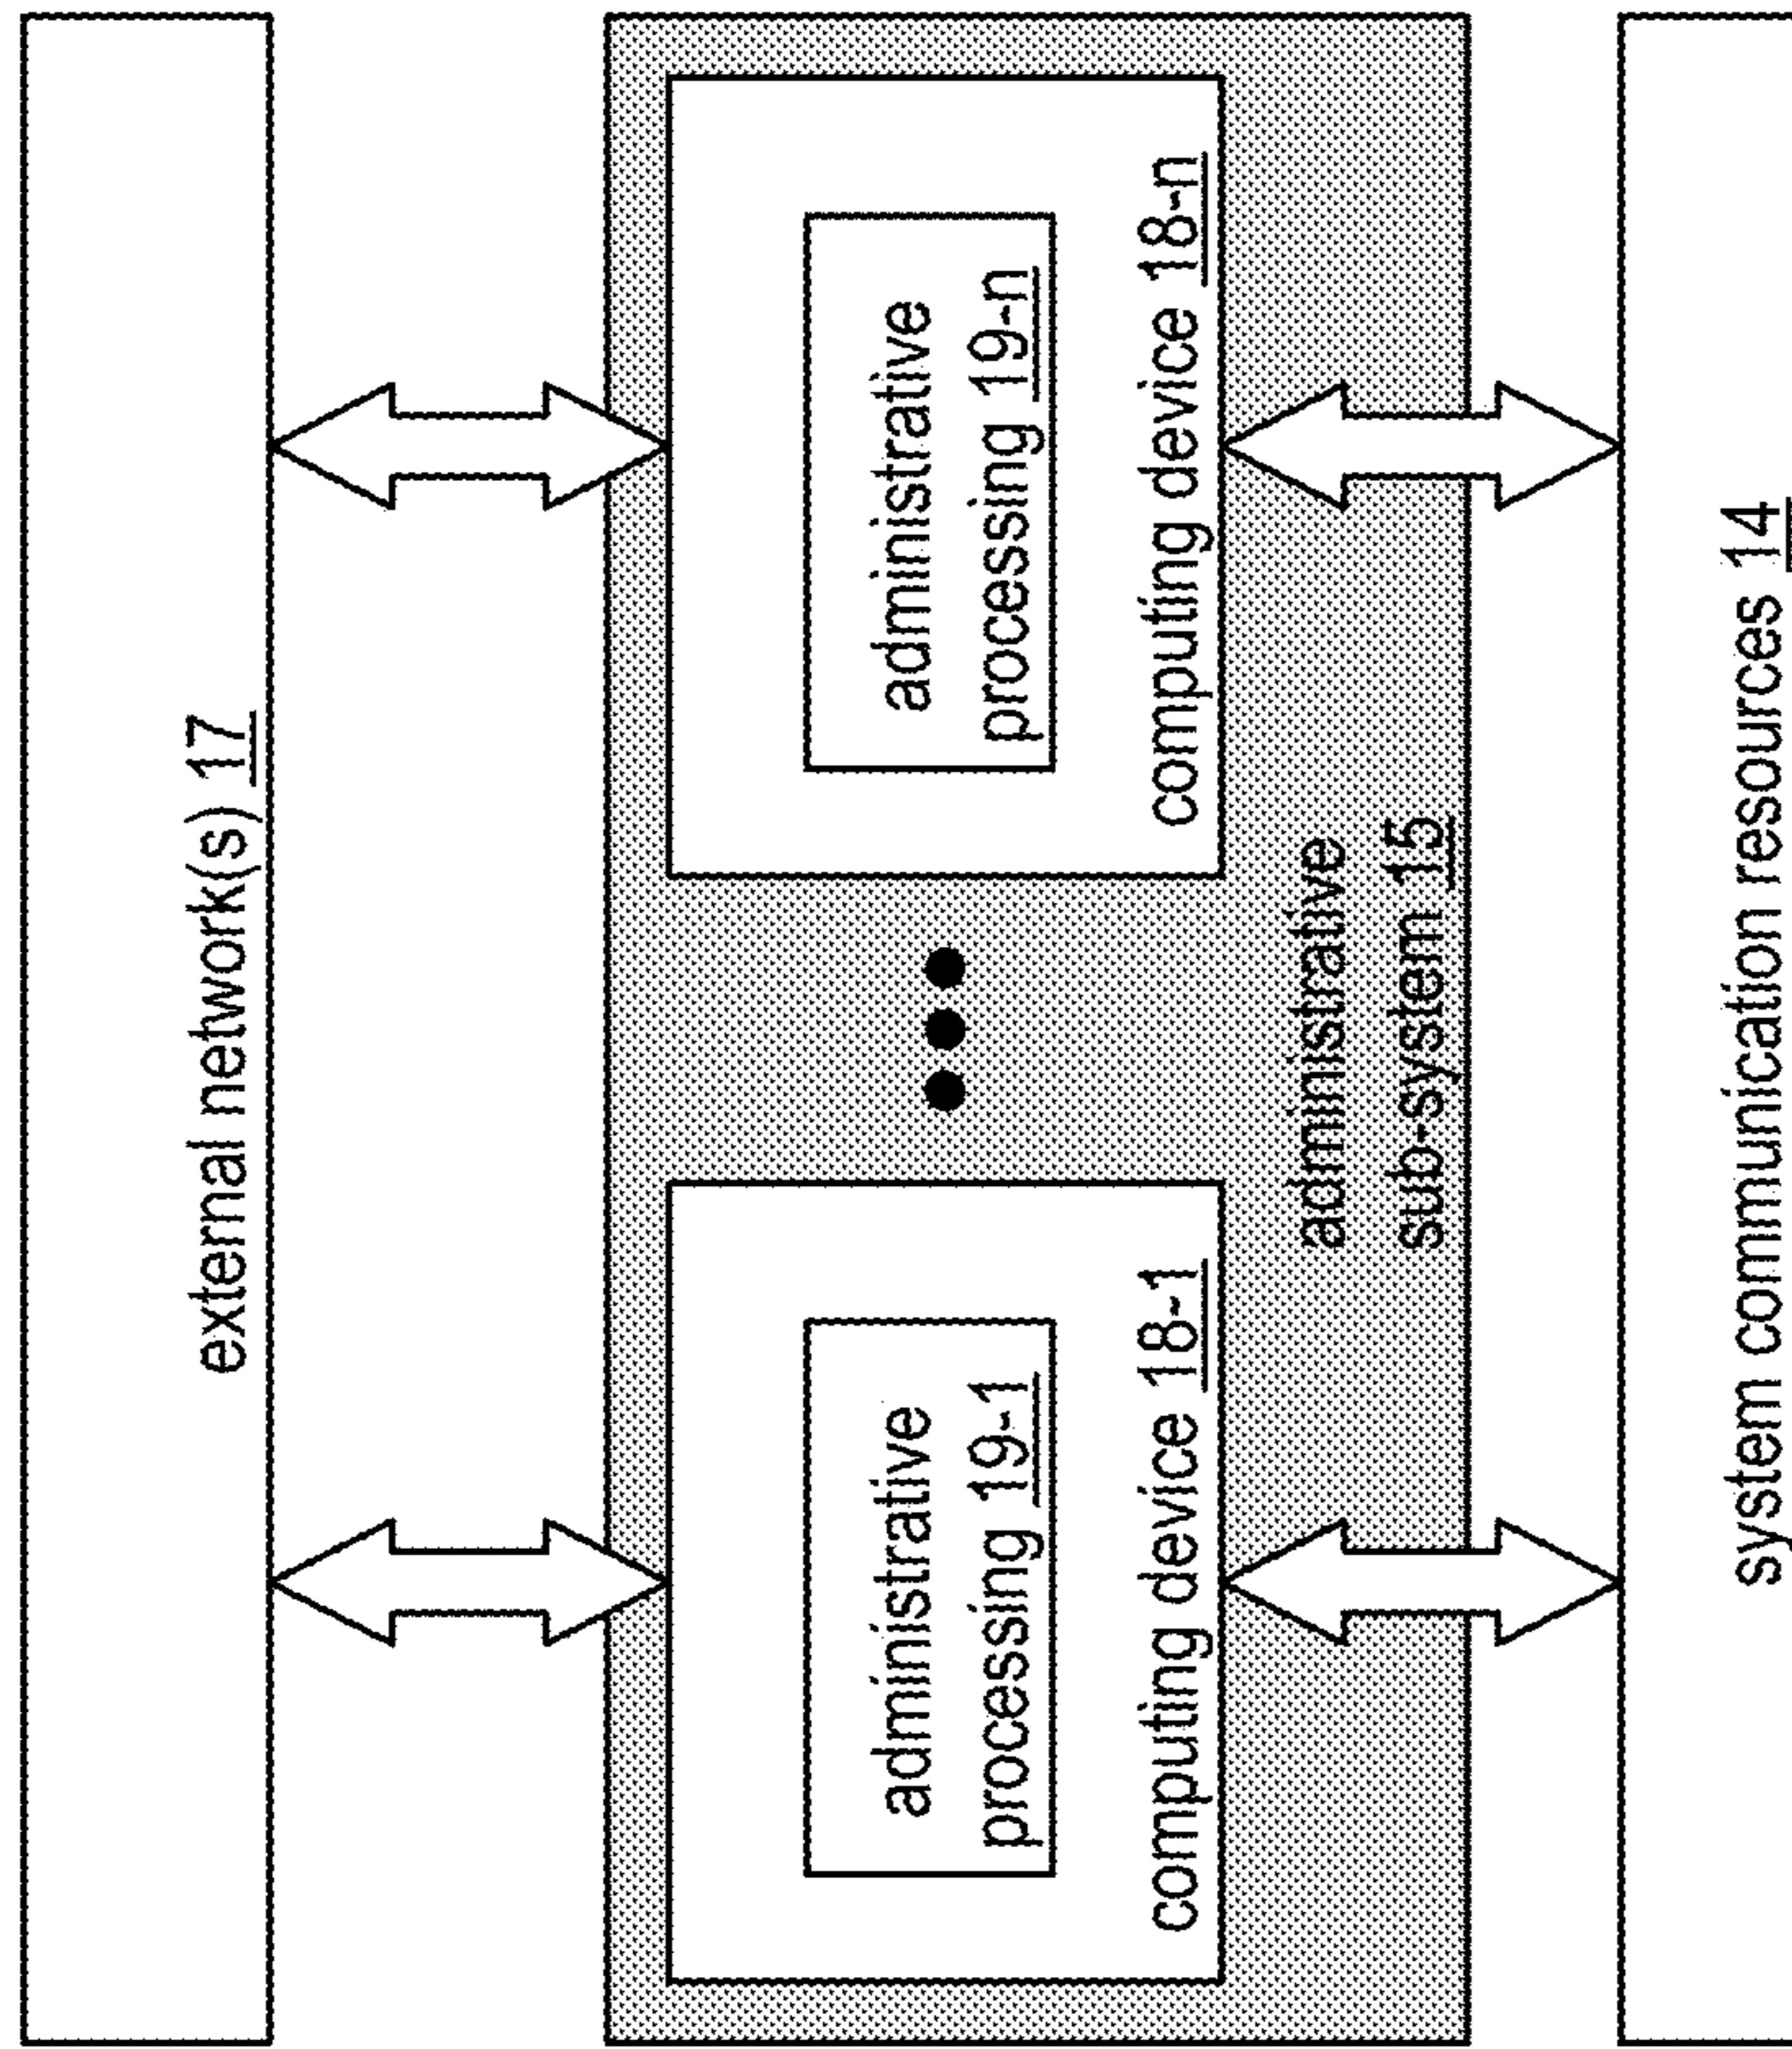 external network(s) 17
administrative
processing 19-1
computing device 18-1
administrative
processing 19-n
computing device 18-n
administrative
sub-system 15
system communication resources 14